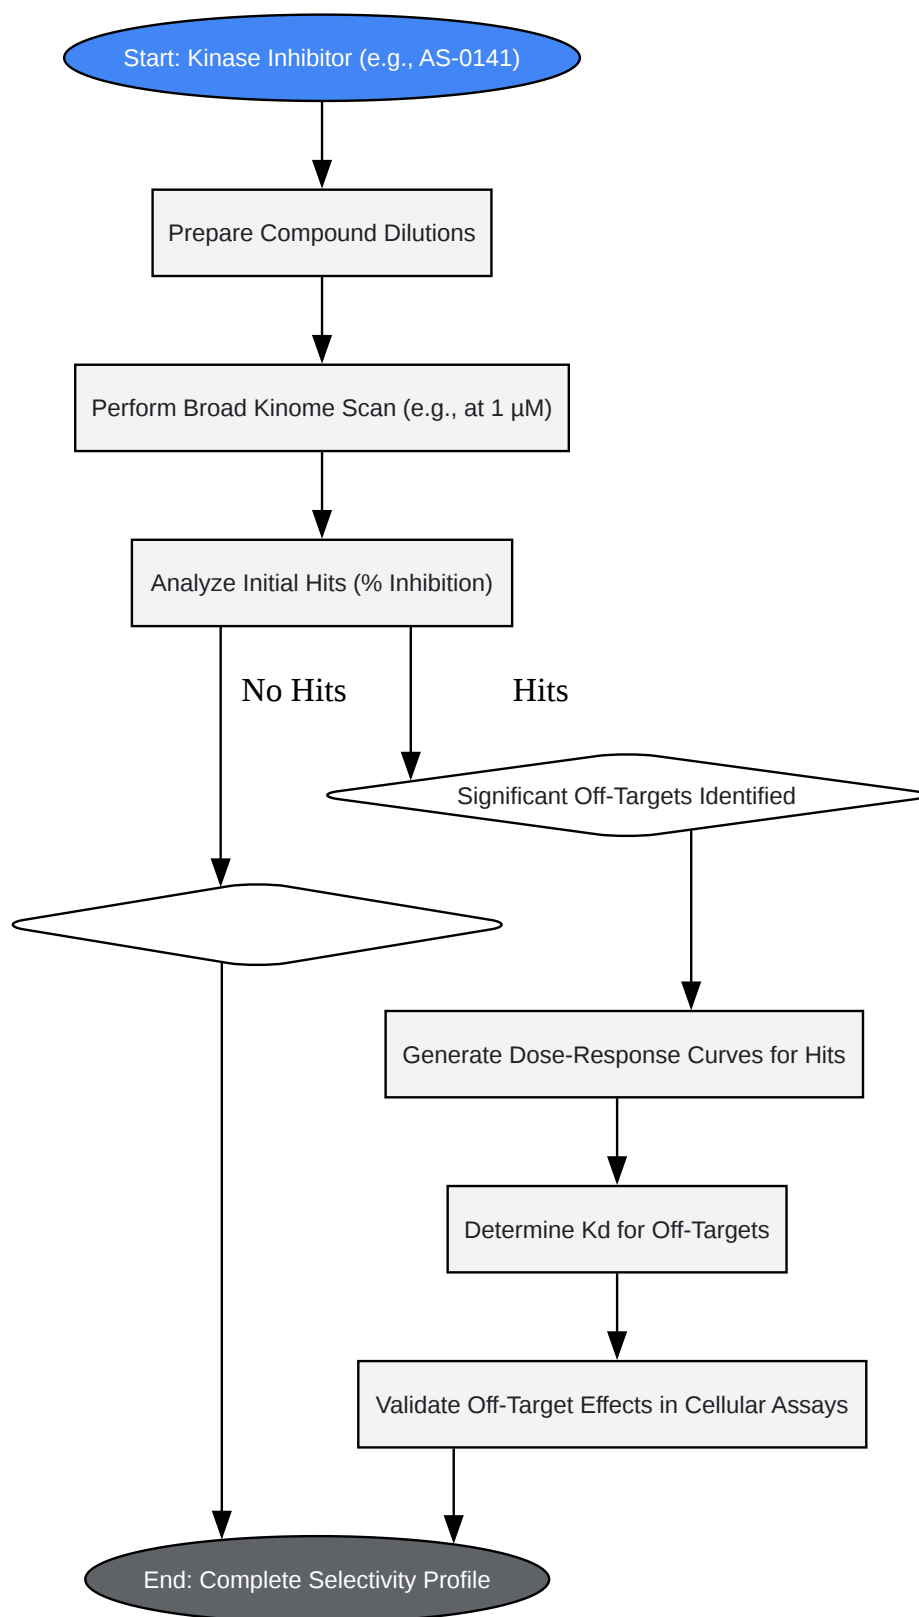 Start: Kinase Inhibitor (e.g., AS-0141)
Prepare Compound Dilutions
Perform Broad Kinome Scan (e.g., at 1 µM)
Analyze Initial Hits (% Inhibition)
No Hits
Hits
Significant Off-Targets Identified
Generate Dose-Response Curves for Hits
Determine Kd for Off-Targets
Validate Off-Target Effects in Cellular Assays
End: Complete Selectivity Profile